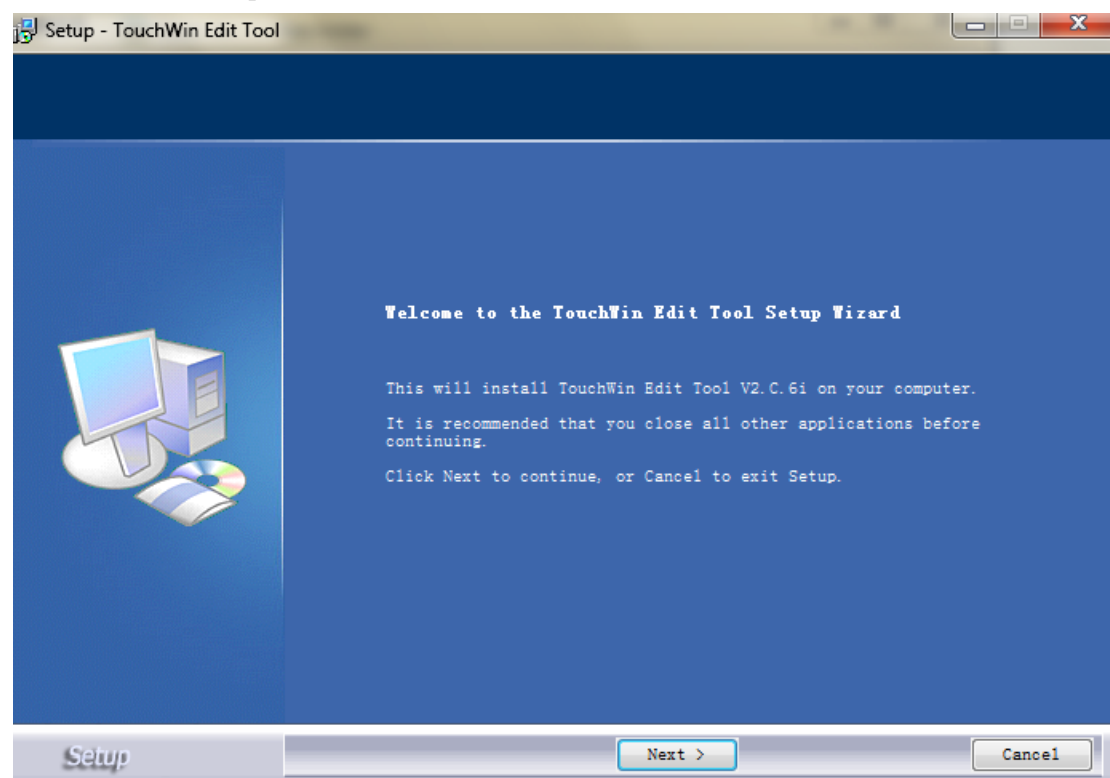 Setup - TouchWin Edit Tool
Welcome to the TouchWin Edit Tool Setup Wizard
This will install TouchWin Edit Tool V2.C.6i on your computer.
It is recommended that you close all other applications before
continuing.
Click Next to continue, or Cancel to exit Setup.
Setup
Next >
Cancel